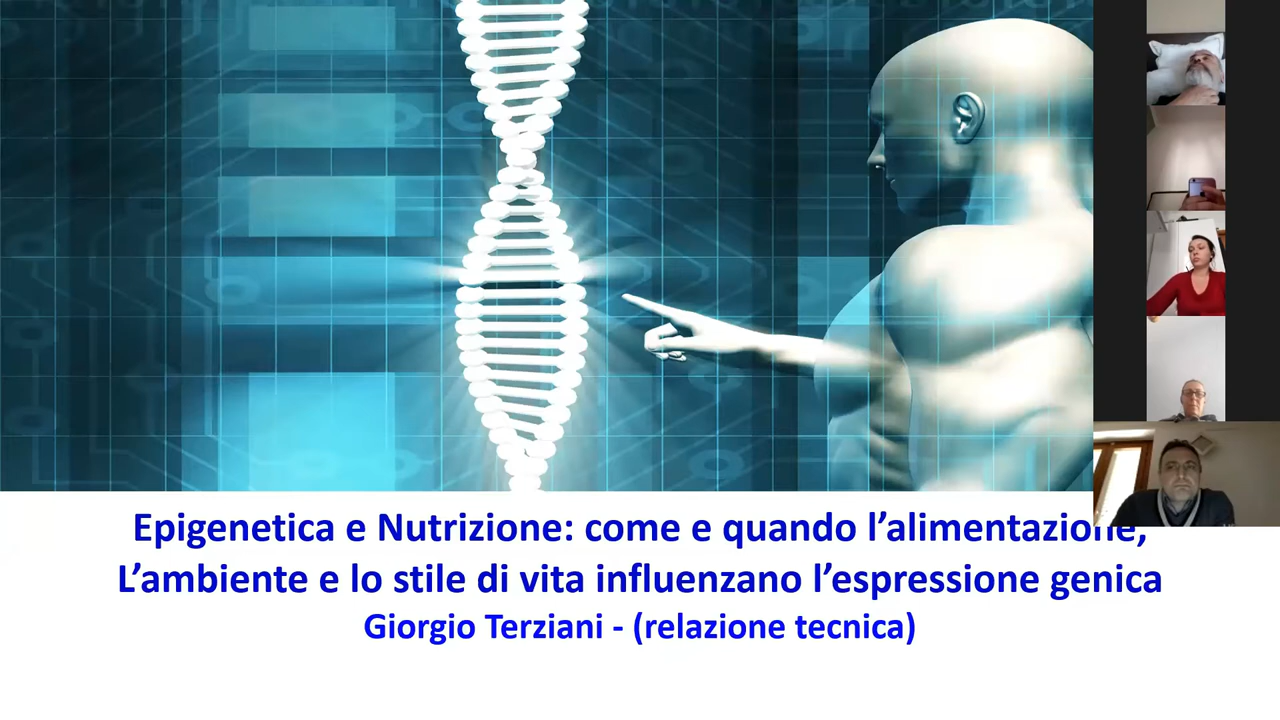 Epigenetica e Nutrizione: come e quando l’alimentazione,
L’ambiente e lo stile di vita influenzano l’espressione genica
Giorgio Terziani - (relazione tecnica)